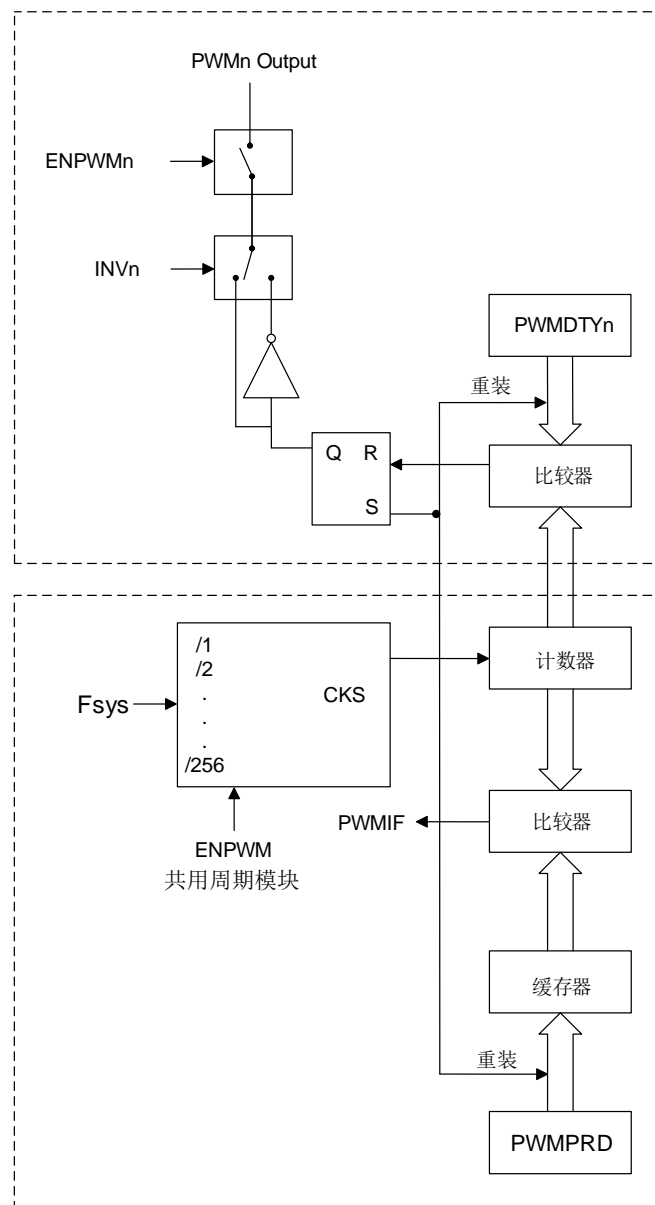 PWMn Output
ENPWMn
INVn
PWMDTYn
重装
Q R
S
比较器
/1
/2
.
.
.
/256
CKS
Fsys
计数器
PWMIF
比较器
ENPWM
共用周期模块
缓存器
重装
PWMPRD